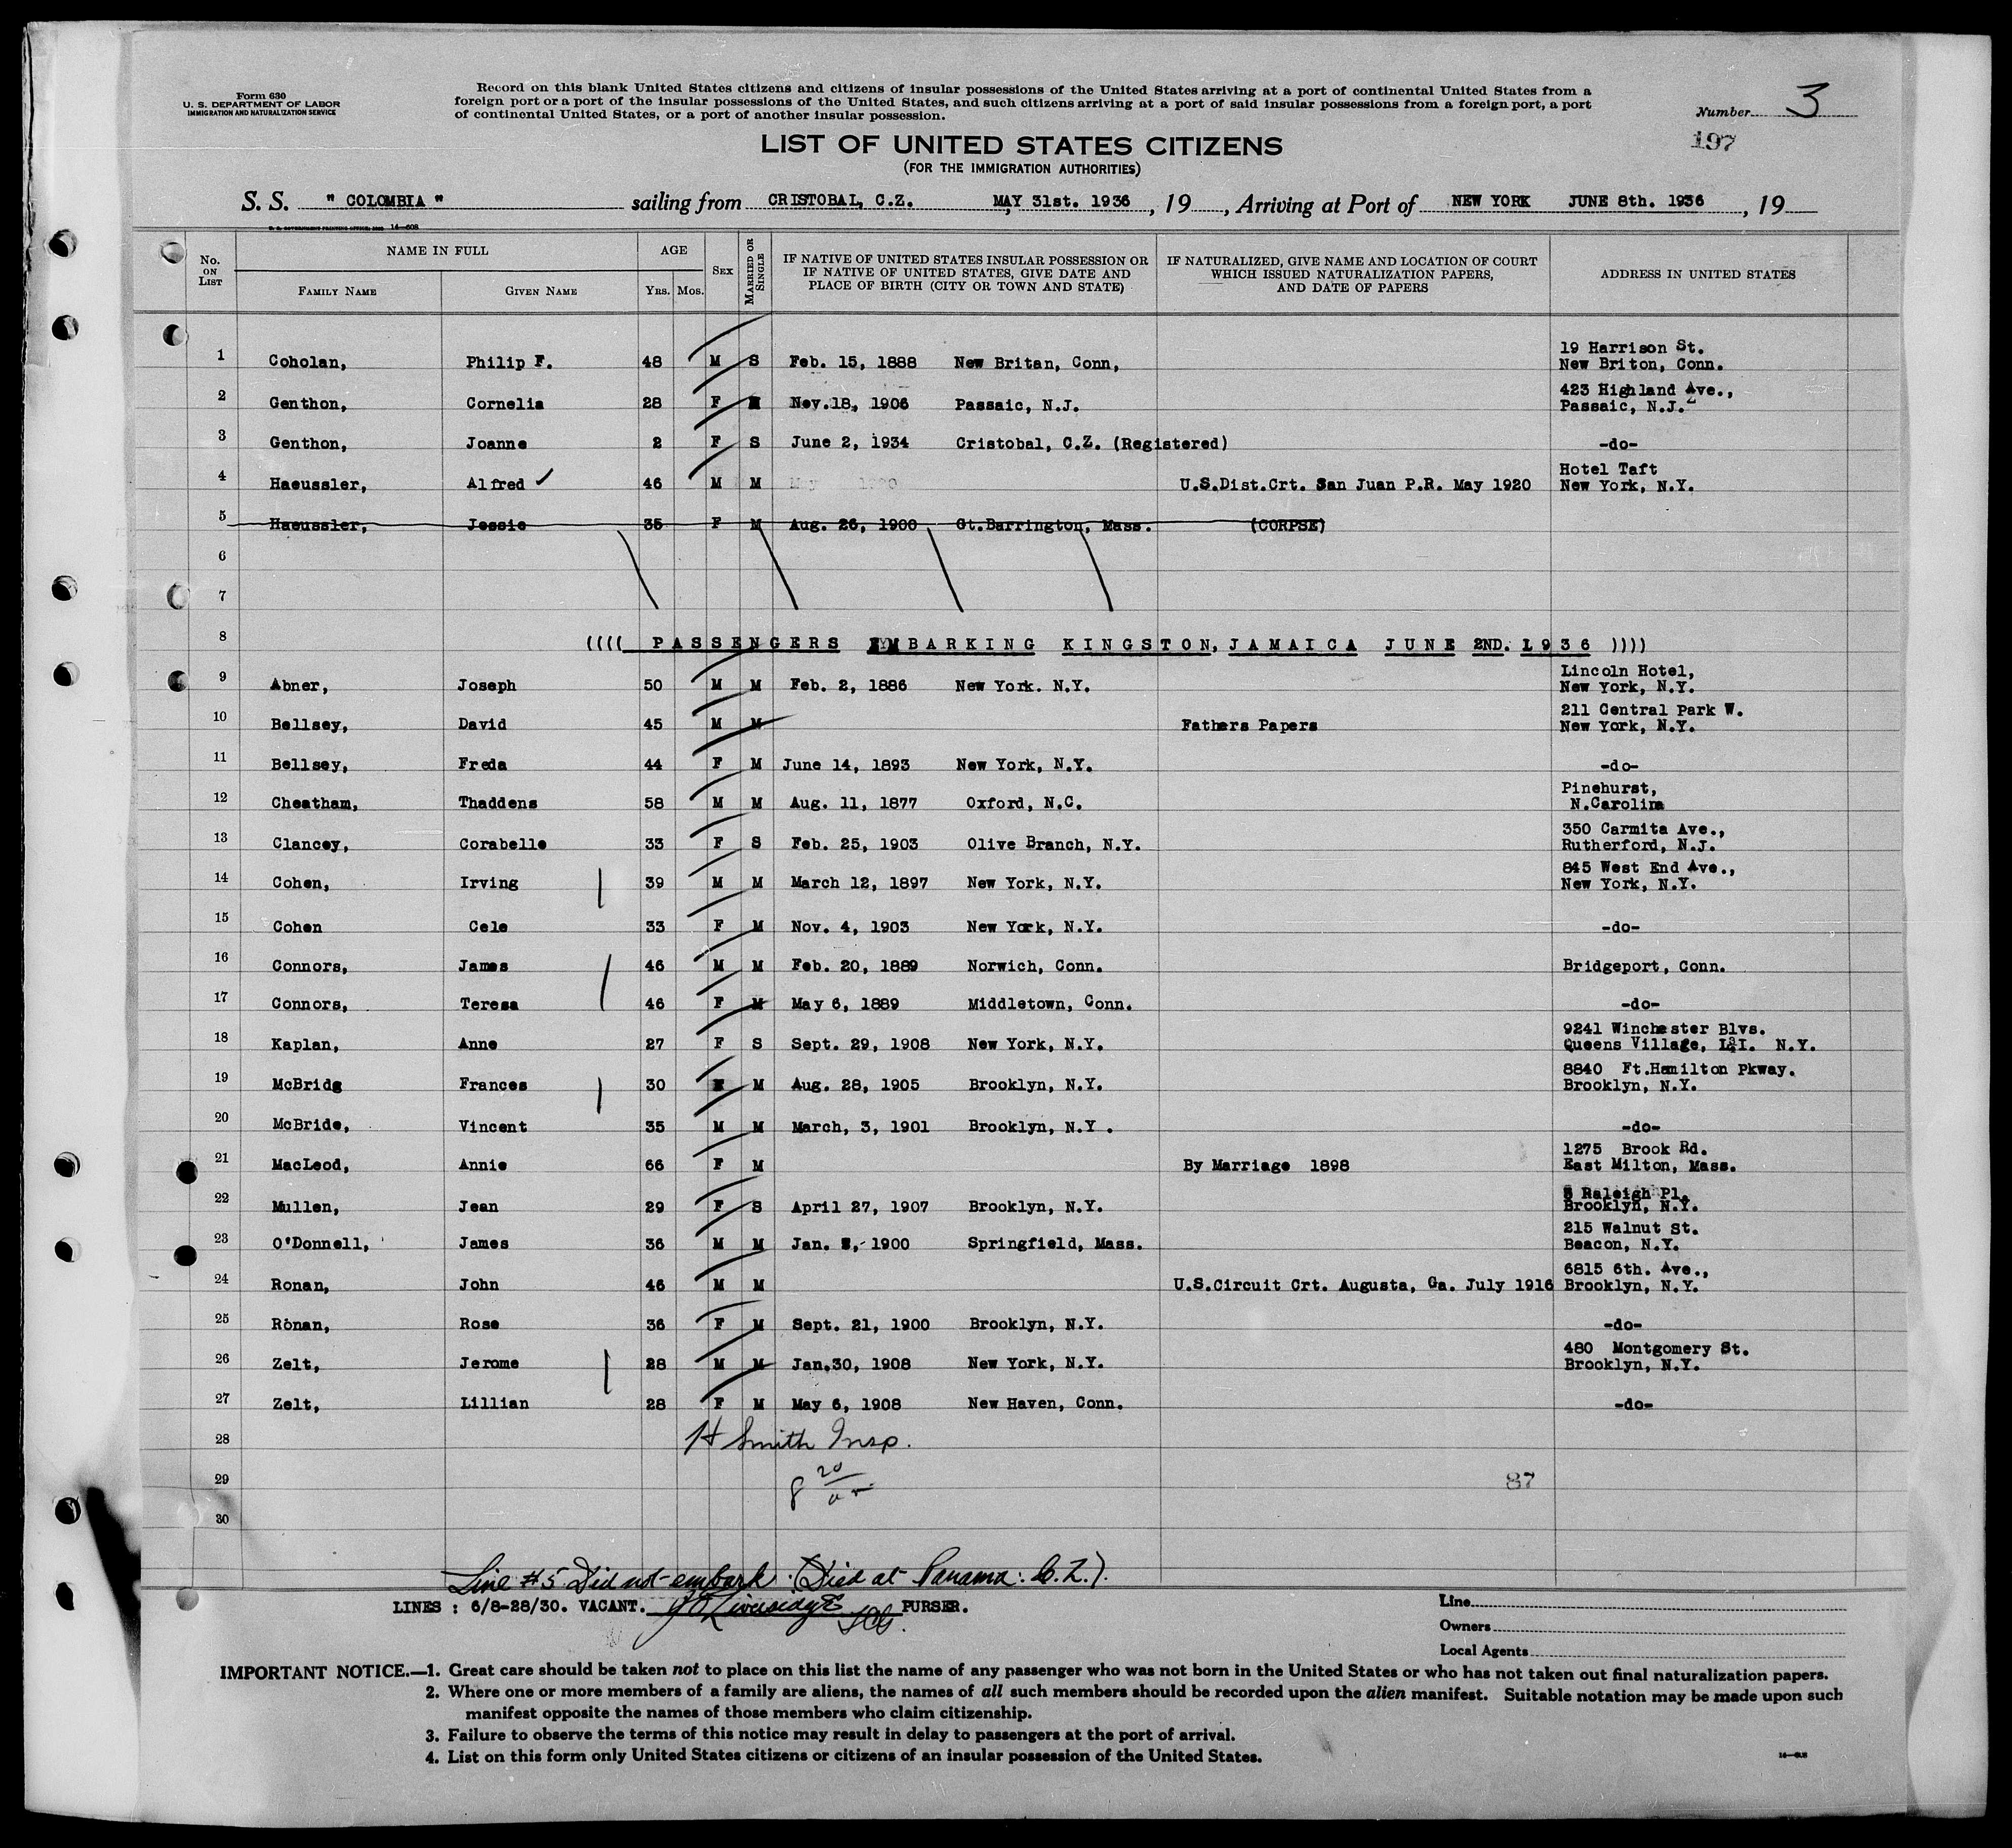 Form 630
U. S. DEPARTMENT OF LABOR
IMMIGRATION AND NATURALIZATION SERVICE
Record on this blank United States citizens and citizens of insular possessions of the United States arriving at a port of continental United States from a
foreign port or a port of the insular possessions of the United States, and such citizens arriving at a port of said insular possessions from a foreign port, a port
of continental United States, or a port of another insular possession.
Number 3
197
LIST OF UNITED STATES CITIZENS
(FOR THE IMMIGRATION AUTHORITIES)
S. S. " COLOMBIA " sailing from CRISTOBAL, C.Z. MAY 31st. 1936, 19 , Arriving at Port of NEW YORK JUNE 8th. 1936, 19
No. ON LIST NAME IN FULL AGE SEX MARRIED OR SINGLE IF NATIVE OF UNITED STATES INSULAR POSSESSION OR IF NATIVE OF UNITED STATES, GIVE DATE AND PLACE OF BIRTH (CITY OR TOWN AND STATE) IF NATURALIZED, GIVE NAME AND LOCATION OF COURT WHICH ISSUED NATURALIZATION PAPERS, AND DATE OF PAPERS ADDRESS IN UNITED STATES
FAMILY NAME GIVEN NAME YRS. MOS.
1 Coholan, Philip F. 48 M S Feb. 15, 1888 New Britan, Conn, 19 Harrison St. New Briton, Conn.
2 Genthon, Cornelia 28 F M Nov.18, 1906 Passaic, N.J. 423 Highland Ave., Passaic, N.J.
3 Genthon, Joanne 2 F S June 2, 1934 Cristobal, C.Z. (Registered) -do-
4 Haeussler, Alfred ✓ 46 M M U.S.Dist.Crt. San Juan P.R. May 1920 Hotel Taft New York, N.Y.
5 Haeussler, Jessie 35 F M Aug. 26, 1900 Gt.Barrington, Mass. (CORPSE)
6
7
8 (((( PASSENGERS EMBARKING KINGSTON, JAMAICA JUNE 2ND. 1936 ))))
9 Abner, Joseph 50 M M Feb. 2, 1886 New York. N.Y. Lincoln Hotel, New York, N.Y.
10 Bellsey, David 45 M M Fathers Papers 211 Central Park W. New York, N.Y.
11 Bellsey, Freda 44 F M June 14, 1893 New York, N.Y. -do-
12 Cheatham, Thaddens 58 M M Aug. 11, 1877 Oxford, N.C. Pinehurst, N.Carolina
13 Clancey, Corabelle 33 F S Feb. 25, 1903 Olive Branch, N.Y. 350 Carmita Ave., Rutherford, N.J.
14 Cohen, Irving 39 M M March 12, 1897 New York, N.Y. 845 West End Ave., New York, N.Y.
15 Cohen Cele 33 F M Nov. 4, 1903 New York, N.Y. -do-
16 Connors, James 46 M M Feb. 20, 1889 Norwich, Conn. Bridgeport, Conn.
17 Connors, Teresa 46 F M May 6, 1889 Middletown, Conn. -do-
18 Kaplan, Anne 27 F S Sept. 29, 1908 New York, N.Y. 9241 Winchester Blvs. Queens Village, L.I. N.Y.
19 McBride Frances 30 F M Aug. 28, 1905 Brooklyn, N.Y. 8840 Ft.Hamilton Pkway. Brooklyn, N.Y.
20 McBride, Vincent 35 M M March, 3, 1901 Brooklyn, N.Y. -do-
21 MacLeod, Annie 66 F M By Marriage 1898 1275 Brook Rd. East Milton, Mass.
22 Mullen, Jean 29 F S April 27, 1907 Brooklyn, N.Y. Raleigh Pl. Brooklyn, N.Y.
23 O'Donnell, James 36 M M Jan. 1900 Springfield, Mass. 215 Walnut St. Beacon, N.Y.
24 Ronan, John 46 M M U.S.Circuit Crt. Augusta, Ga. July 1916 6815 6th. Ave., Brooklyn, N.Y.
25 Ronan, Rose 36 F M Sept. 21, 1900 Brooklyn, N.Y. -do-
26 Zelt, Jerome 28 M M Jan.30, 1908 New York, N.Y. 480 Montgomery St. Brooklyn, N.Y.
27 Zelt, Lillian 28 F M May 6, 1908 New Haven, Conn. -do-
28 H Smith Insp.
29 8 20 87
30
Line #5 Did not embark. (Died at Panama: C.Z.).
LINES : 6/8-28/30. VACANT. PURSER.
Line
Owners
Local Agents
IMPORTANT NOTICE.—1. Great care should be taken not to place on this list the name of any passenger who was not born in the United States or who has not taken out final naturalization papers.
2. Where one or more members of a family are aliens, the names of all such members should be recorded upon the alien manifest. Suitable notation may be made upon such
manifest opposite the names of those members who claim citizenship.
3. Failure to observe the terms of this notice may result in delay to passengers at the port of arrival.
4. List on this form only United States citizens or citizens of an insular possession of the United States.